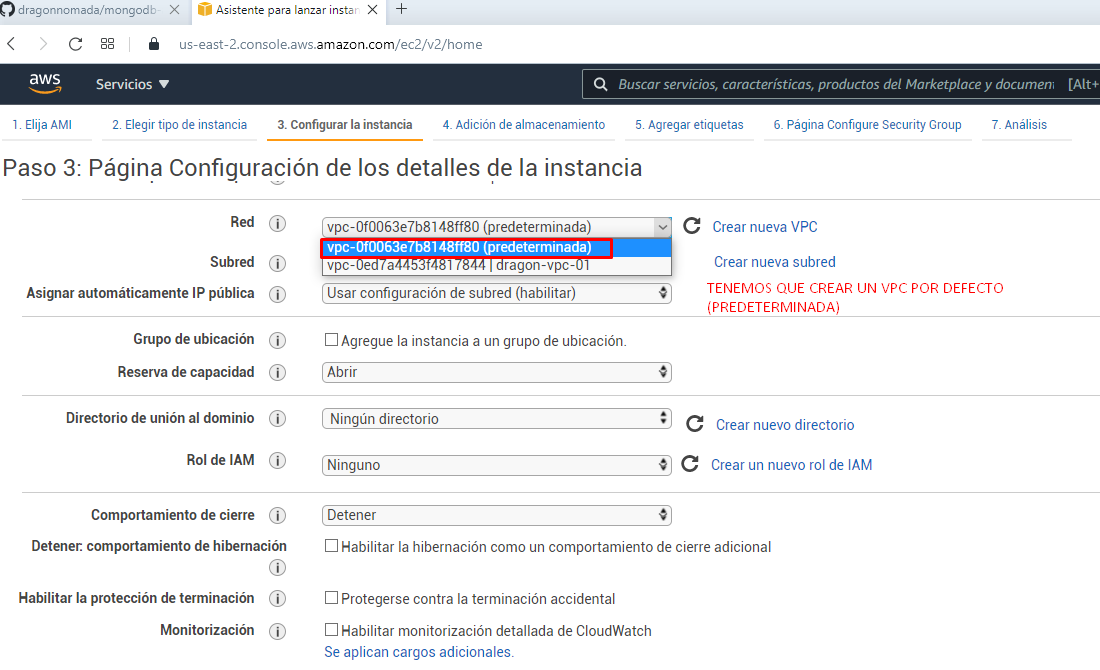 dragonnomada/mongodb-
Asistente para lanzar instan
us-east-2.console.aws.amazon.com/ec2/v2/home
aws
Servicios
Buscar servicios, características, productos del Marketplace y document
[Alt+
1. Elija AMI
2. Elegir tipo de instancia
3. Configurar la instancia
4. Adición de almacenamiento
5. Agregar etiquetas
6. Página Configure Security Group
7. Análisis
Paso 3: Página Configuración de los detalles de la instancia
Red
vpc-0f0063e7b8148ff80 (predeterminada)
Crear nueva VPC
vpc-0f0063e7b8148ff80 (predeterminada)
Subred
vpc-0ed7a4453f4817844 | dragon-vpc-01
Crear nueva subred
Asignar automáticamente IP pública
Usar configuración de subred (habilitar)
TENEMOS QUE CREAR UN VPC POR DEFECTO
(PREDETERMINADA)
Grupo de ubicación
Agregue la instancia a un grupo de ubicación.
Reserva de capacidad
Abrir
Directorio de unión al dominio
Ningún directorio
Crear nuevo directorio
Rol de IAM
Ninguno
Crear un nuevo rol de IAM
Comportamiento de cierre
Detener
Detener: comportamiento de hibernación
Habilitar la hibernación como un comportamiento de cierre adicional
Habilitar la protección de terminación
Protegerse contra la terminación accidental
Monitorización
Habilitar monitorización detallada de CloudWatch
Se aplican cargos adicionales.